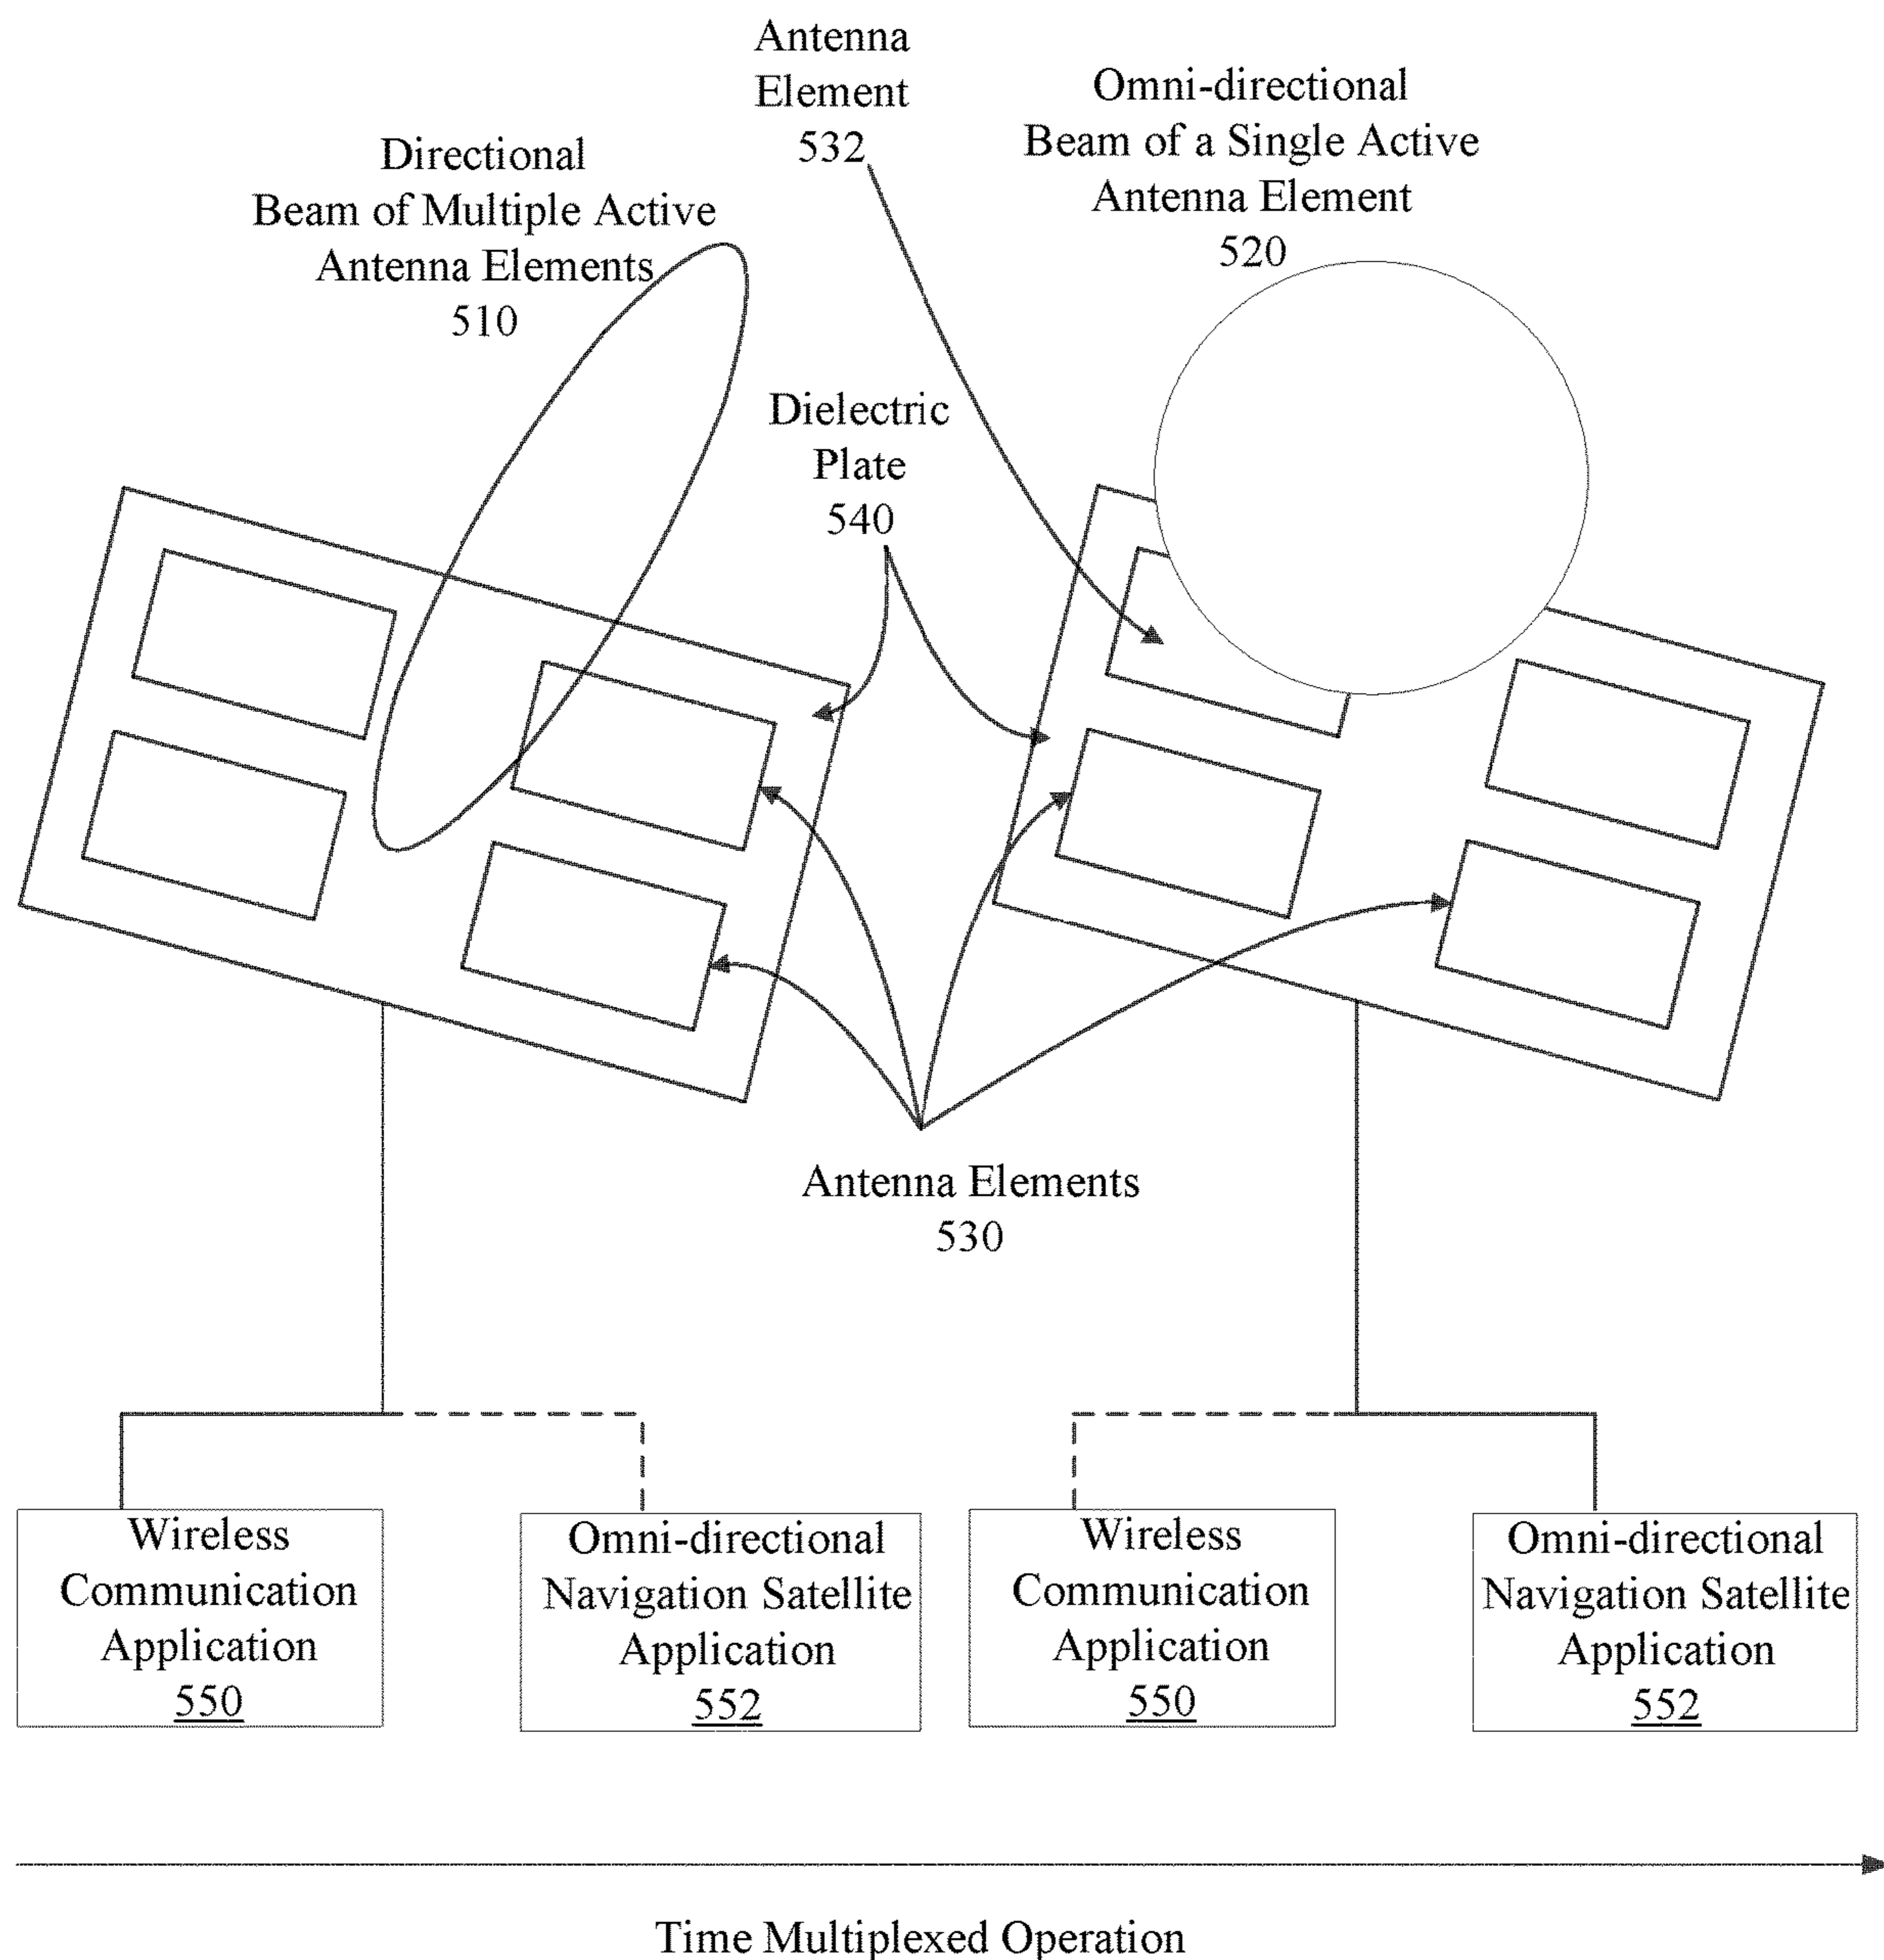 Antenna
Element
532
Omni-directional
Beam of a Single Active
Antenna Element
520
Directional
Beam of Multiple Active
Antenna Elements
510
Dielectric
Plate
540
Antenna Elements
530
Wireless
Communication
Application
550
Omni-directional
Navigation Satellite
Application
552
Wireless
Communication
Application
550
Omni-directional
Navigation Satellite
Application
552
Time Multiplexed Operation